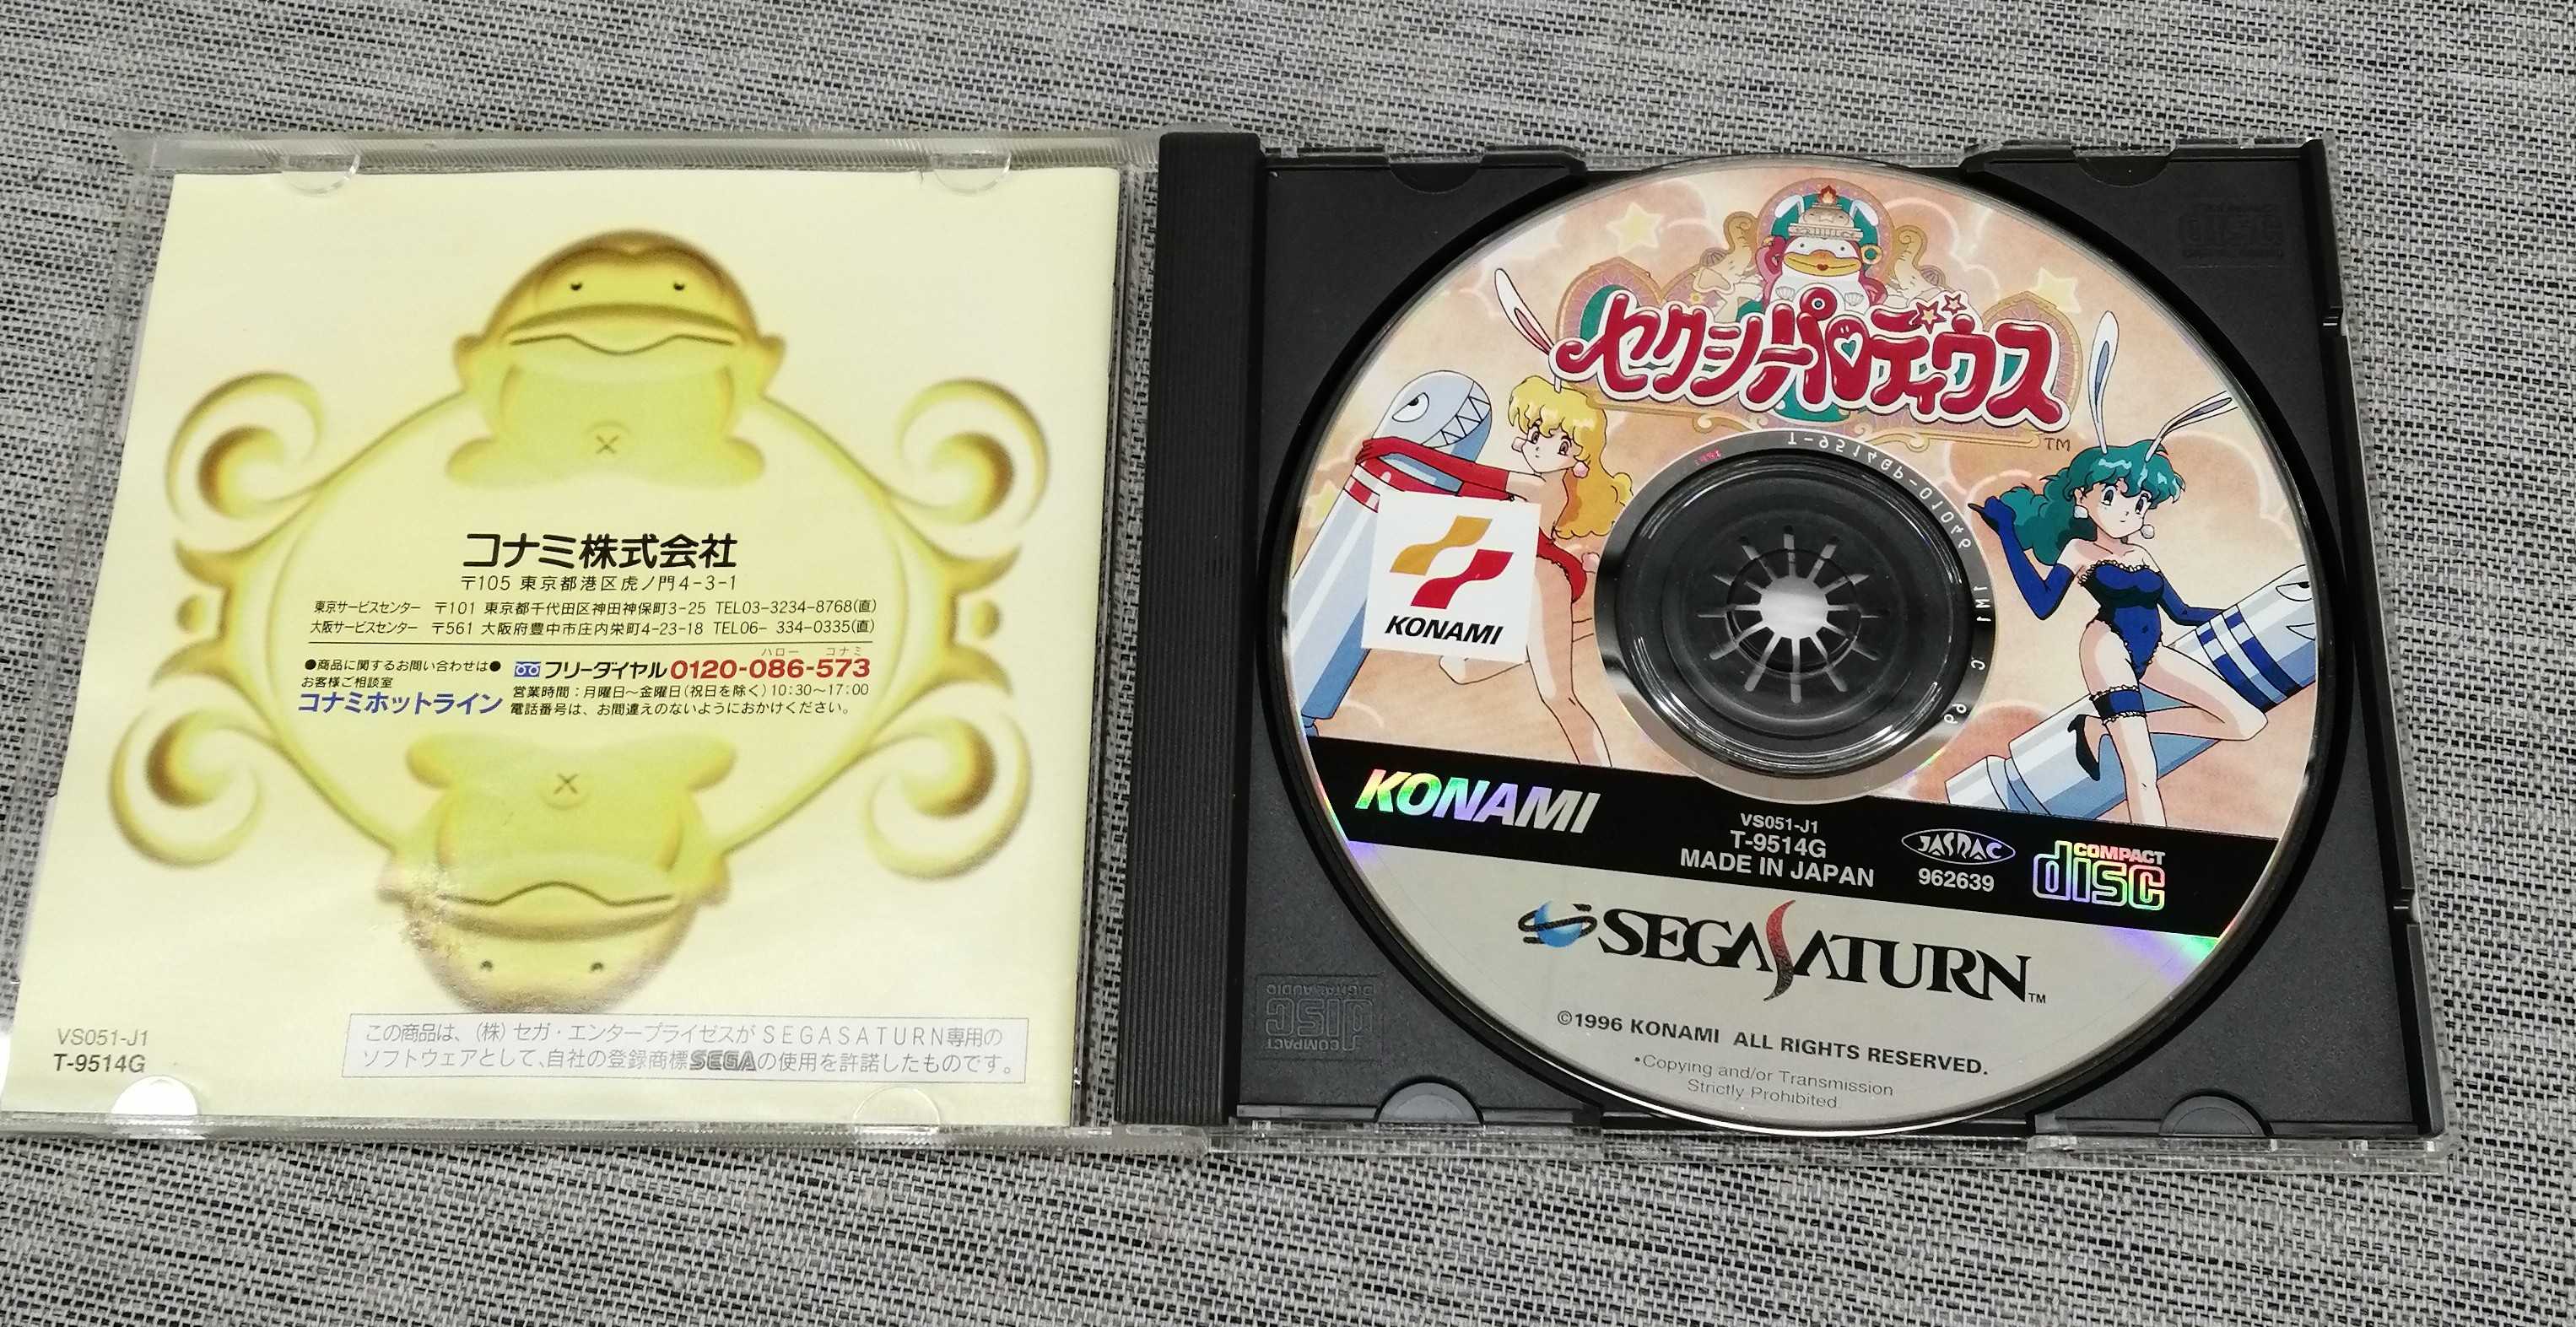 コナミ株式会社
〒105 東京都港区虎ノ門4-3-1
東京サービスセンター 〒101 東京都千代田区神田神保町3-25 TEL03-3234-8768(直)
大阪サービスセンター 〒561 大阪府豊中市庄内栄町4-23-18 TEL06- 334-0335(直)
ハロー コナミ
●商品に関するお問い合わせは● フリーダイヤル 0120-086-573
お客様ご相談室
コナミホットライン
営業時間:月曜日〜金曜日(祝日を除く)10:30〜17:00
電話番号は、お間違えのないようにおかけください。
VS051-J1
T-9514G
この商品は、(株)セガ・エンタープライゼスがSEGASATURN専用の
ソフトウェアとして、自社の登録商標SEGAの使用を許諾したものです。
セクシーパロディウス
TM
KONAMI
KONAMI
VS051-J1
T-9514G
MADE IN JAPAN
JASRAC
962639
COMPACT
disc
SEGA SATURN TM
©1996 KONAMI ALL RIGHTS RESERVED.
•Copying and/or Transmission
Strictly Prohibited.
COMPACT
disc
DIGITAL AUDIO